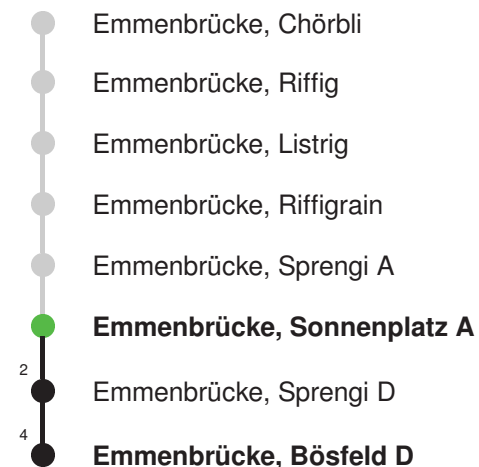 Emmenbrücke, Chörbli
Emmenbrücke, Riffig
Emmenbrücke, Listrig
Emmenbrücke, Riffigrain
Emmenbrücke, Sprengi A
Emmenbrücke, Sonnenplatz A
2 Emmenbrücke, Sprengi D
4 Emmenbrücke, Bösfeld D